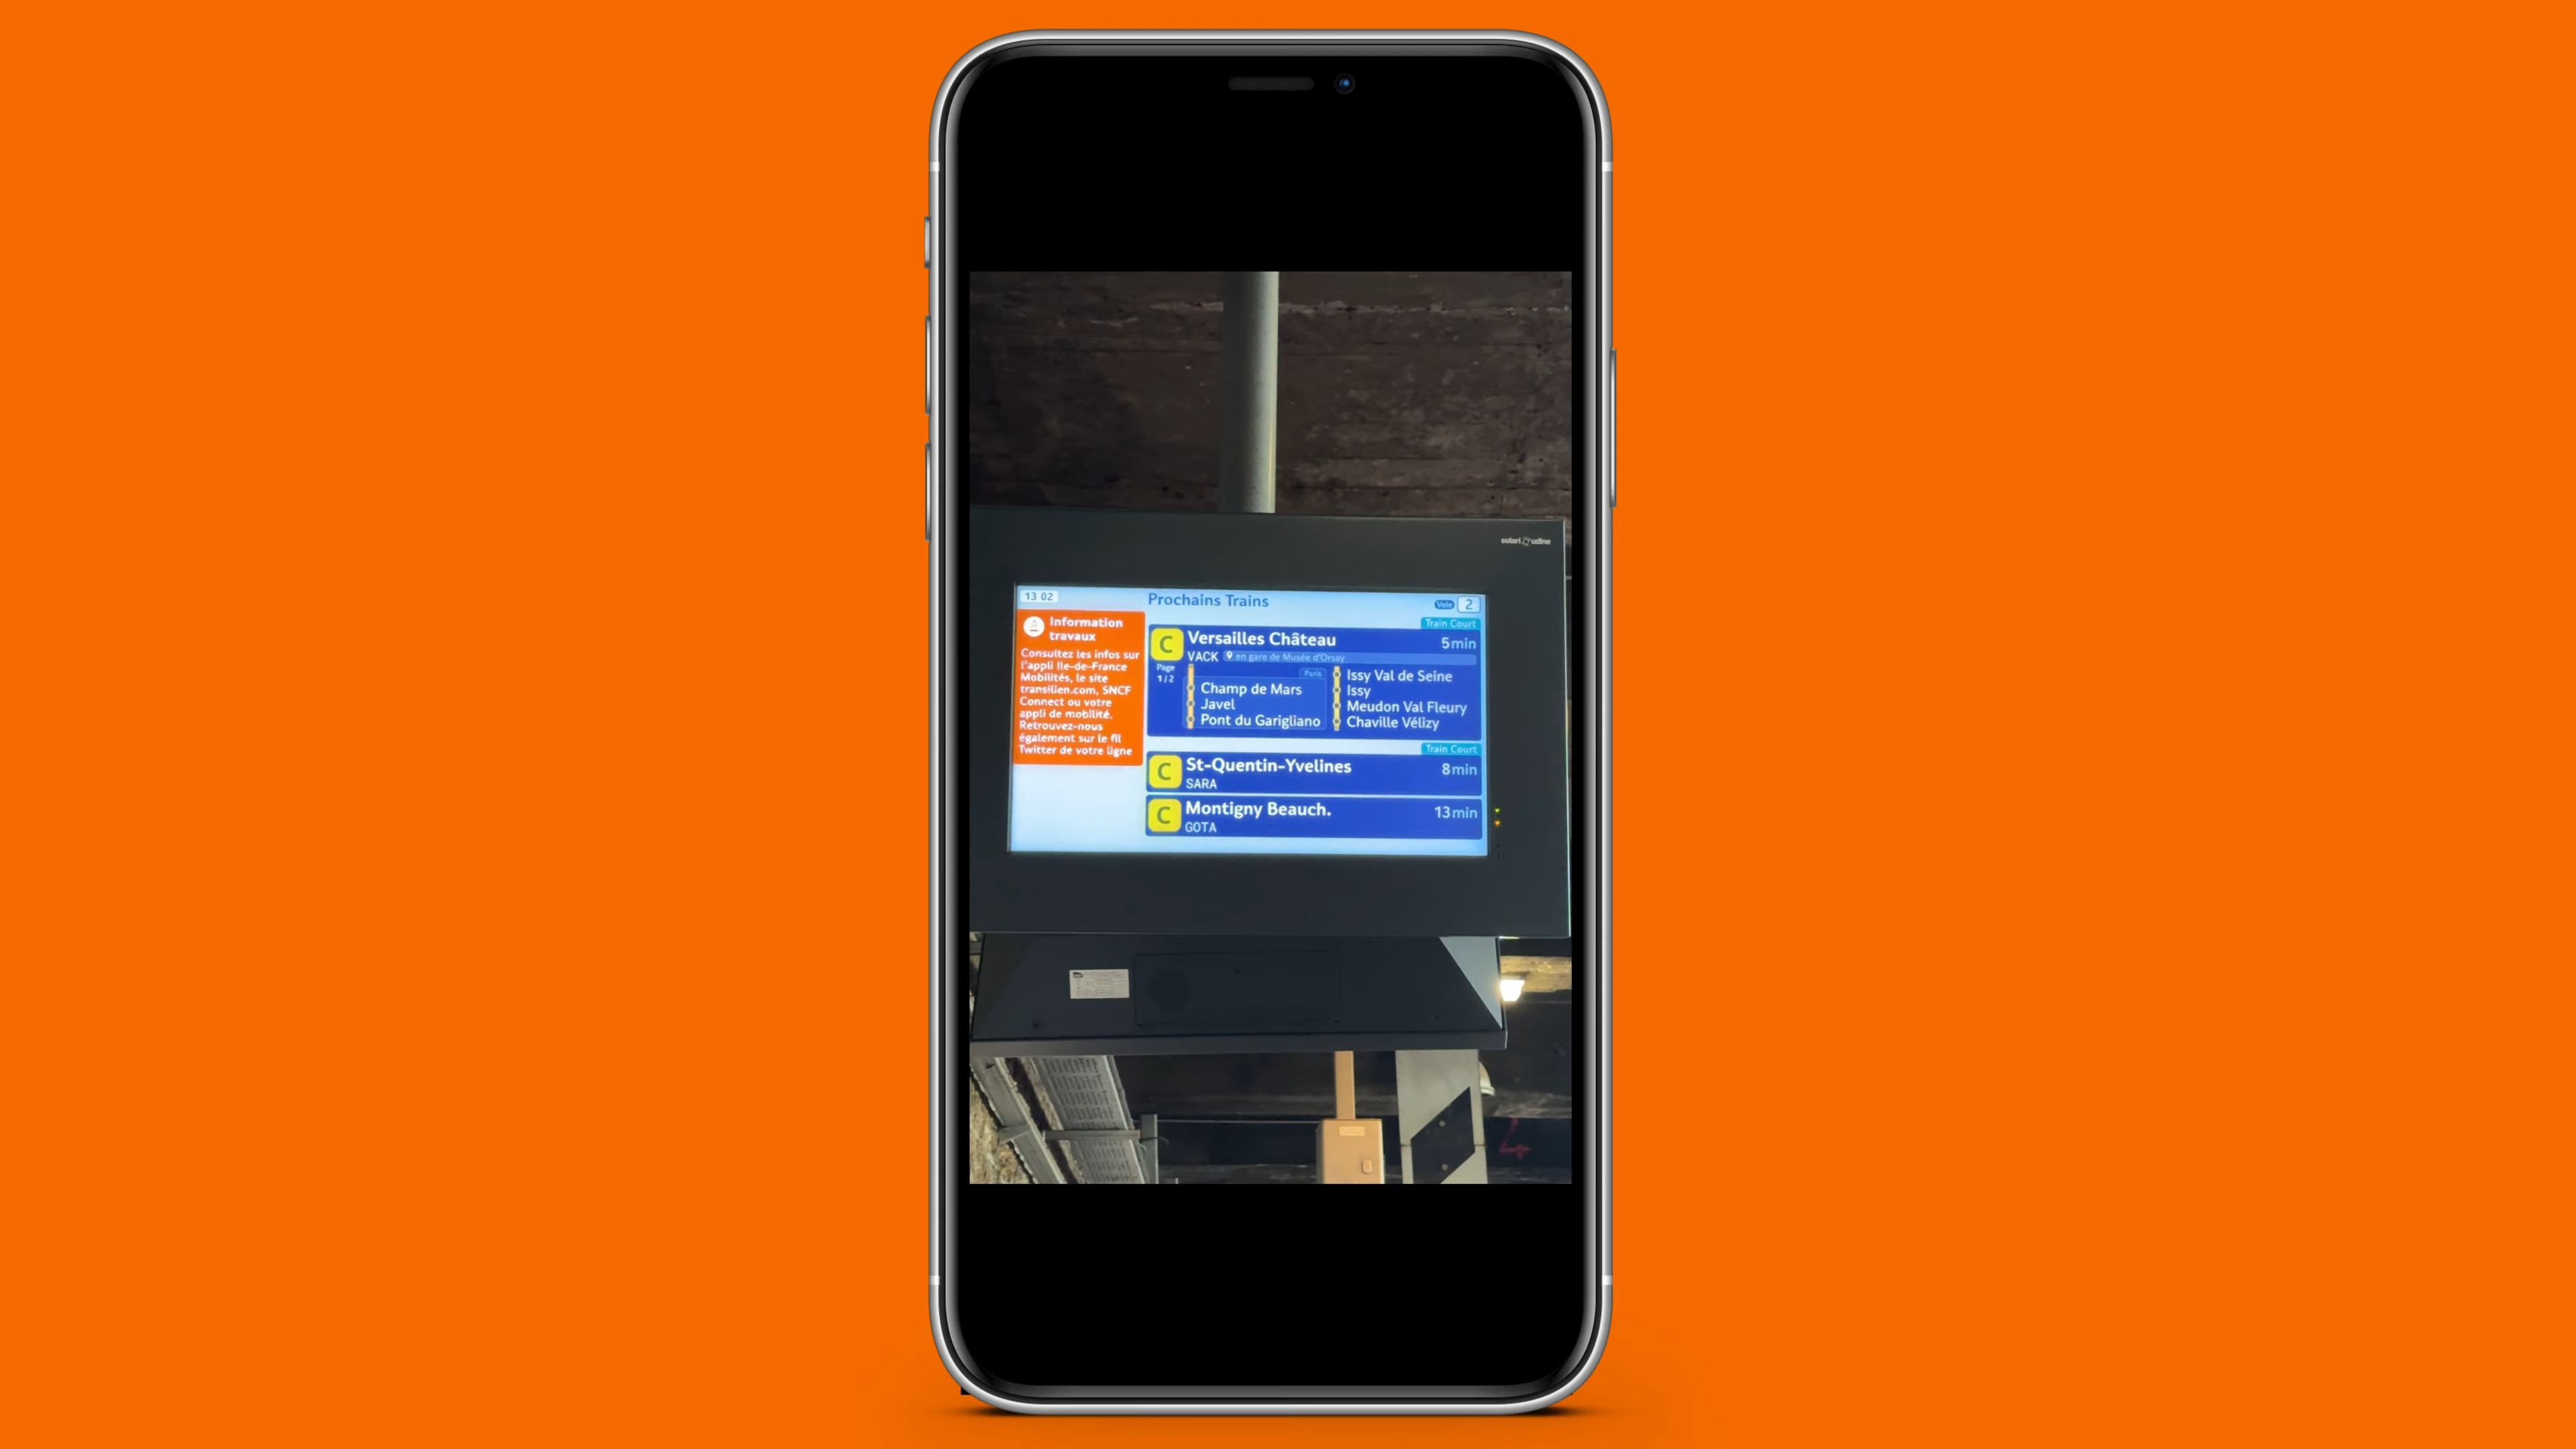 solari udine
13 02
Prochains Trains
Voie 2
Information
travaux
Consultez les infos sur
l'appli Ile-de-France
Mobilités, le site
transilien.com, SNCF
Connect ou votre
appli de mobilité.
Retrouvez-nous
également sur le fil
Twitter de votre ligne
Train Court
C Versailles Château 5min
VACK en gare de Musée d'Orsay
Page
1/2
Paris
Champ de Mars
Javel
Pont du Garigliano
Issy Val de Seine
Issy
Meudon Val Fleury
Chaville Vélizy
Train Court
C St-Quentin-Yvelines 8min
SARA
C Montigny Beauch. 13min
GOTA
4